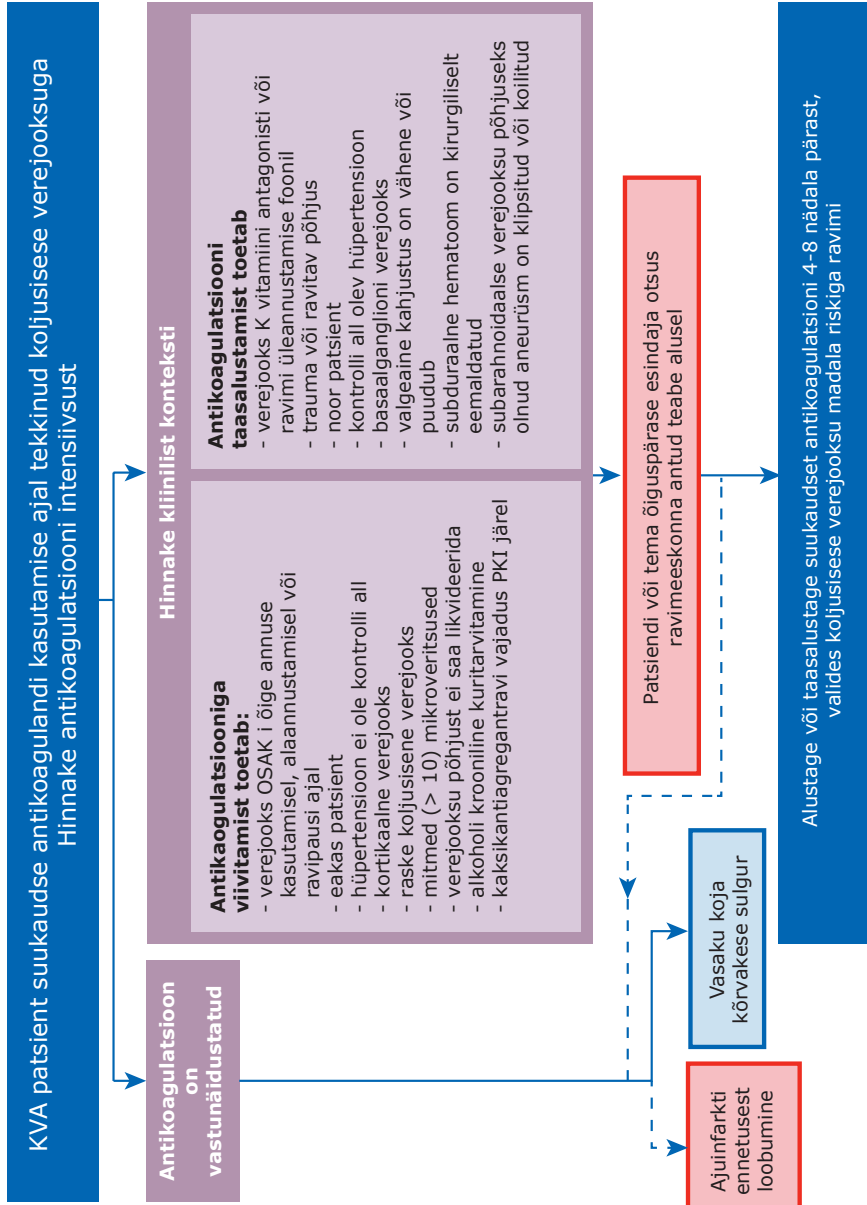 KVA patsient suukaudse antikoagulandi kasutamise ajal tekkinud koljusisese verejooksuga
Hinnake antikoagulatsiooni intensiivsust
Antikoagulatsioon
on
vastunäidustatud
Hinnake kliinilist konteksti
Antikaogulatsiooniga
viivitamist toetab:
- verejooks OSAK i õige annuse
kasutamisel, alaannustamisel või
ravipausi ajal
- eakas patsient
- hüpertensioon ei ole kontrolli all
- kortikaalne verejooks
- raske koljusisene verejooks
- mitmed (> 10) mikroveritsused
- verejooksu põhjust ei saa likvideerida
- alkoholi krooniline kuritarvitamine
- kaksikantiagregantravi vajadus PKI järel
Antikoagulatsiooni
taasalustamist toetab
- verejooks K vitamiini antagonisti või
ravimi üleannustamise foonil
- trauma või ravitav põhjus
- noor patsient
- kontrolli all olev hüpertensioon
- basaalganglioni verejooks
- valgeaine kahjustus on vähene või
puudub
- subduraalne hematoom on kirurgiliselt
eemaldatud
- subarahnoidaalse verejooksu põhjuseks
olnud aneurüsm on klipsitud või koilitud
Patsiendi või tema õiguspärase esindaja otsus
ravimeeskonna antud teabe alusel
Ajuinfarkti
ennetusest
loobumine
Vasaku koja
kõrvakese sulgur
Alustage või taasalustage suukaudset antikoagulatsioni 4-8 nädala pärast,
valides koljusisese verejooksu madala riskiga ravimi